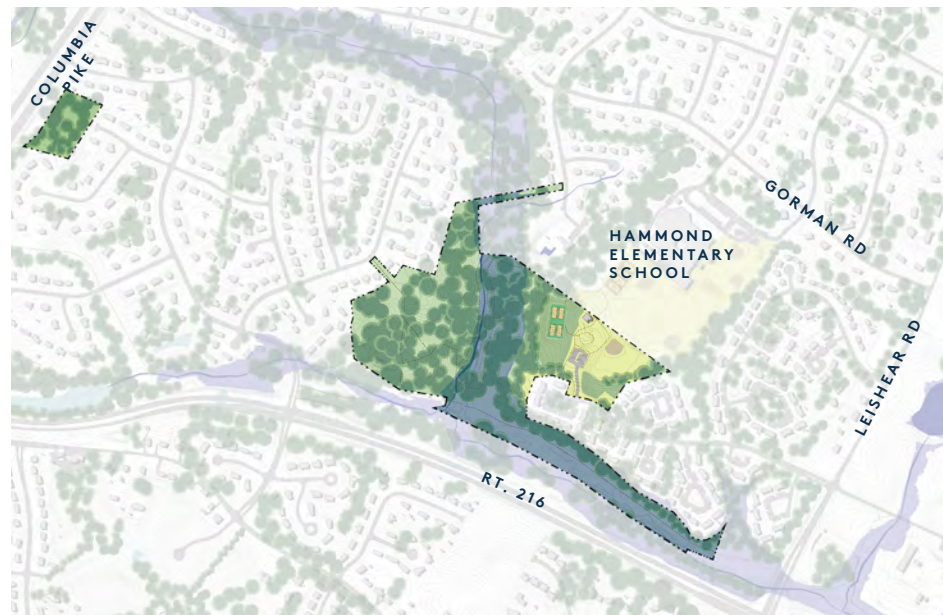 COLUMBIA
PIKE
GORMAN RD
HAMMOND
ELEMENTARY
SCHOOL
LEISHEAR RD
RT. 216